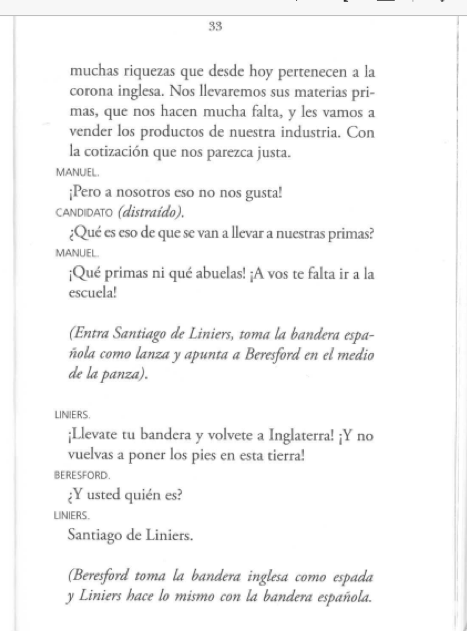 33
muchas riquezas que desde hoy pertenecen a la
corona inglesa. Nos llevaremos sus materias pri-
mas, que nos hacen mucha falta, y les vamos a
vender los productos de nuestra industria. Con
la cotización que nos parezca justa.
MANUEL.
¡Pero a nosotros eso no nos gusta!
CANDIDATO (distraído).
¿Qué es eso de que se van a llevar a nuestras primas?
MANUEL.
¡Qué primas ni qué abuelas! ¡A vos te falta ir a la
escuela!
(Entra Santiago de Liniers, toma la bandera espa-
ñola como lanza y apunta a Beresford en el medio
de la panza).
LINIERS.
¡Llevate tu bandera y volvete a Inglaterra! ¡Y no
vuelvas a poner los pies en esta tierra!
BERESFORD.
¿Y usted quién es?
LINIERS.
Santiago de Liniers.
(Beresford toma la bandera inglesa como espada
y Liniers hace lo mismo con la bandera española.